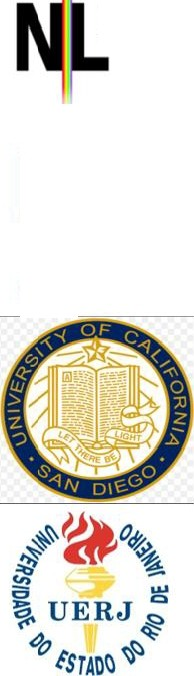 NL
UNIVERSITY OF CALIFORNIA
LET THERE BE LIGHT
SAN DIEGO
UERJ
UNIVERSIDADE DO ESTADO DO RIO DE JANEIRO